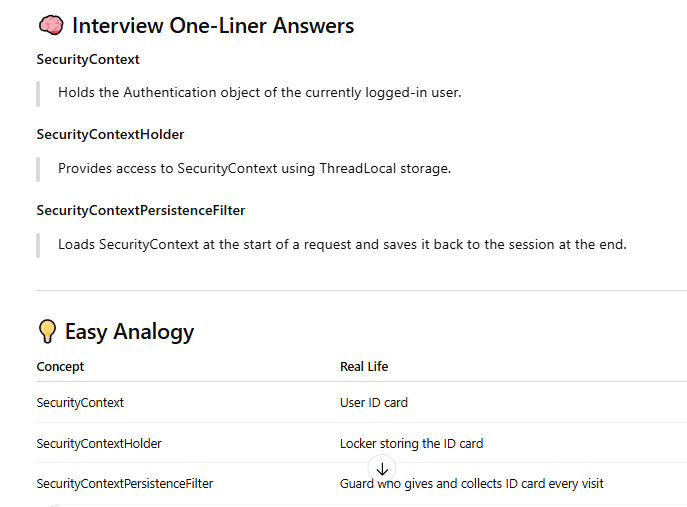 🧠 Interview One-Liner Answers
SecurityContext
Holds the Authentication object of the currently logged-in user.
SecurityContextHolder
Provides access to SecurityContext using ThreadLocal storage.
SecurityContextPersistenceFilter
Loads SecurityContext at the start of a request and saves it back to the session at the end.
💡 Easy Analogy
Concept Real Life
SecurityContext User ID card
SecurityContextHolder Locker storing the ID card
SecurityContextPersistenceFilter Guard who gives and collects ID card every visit